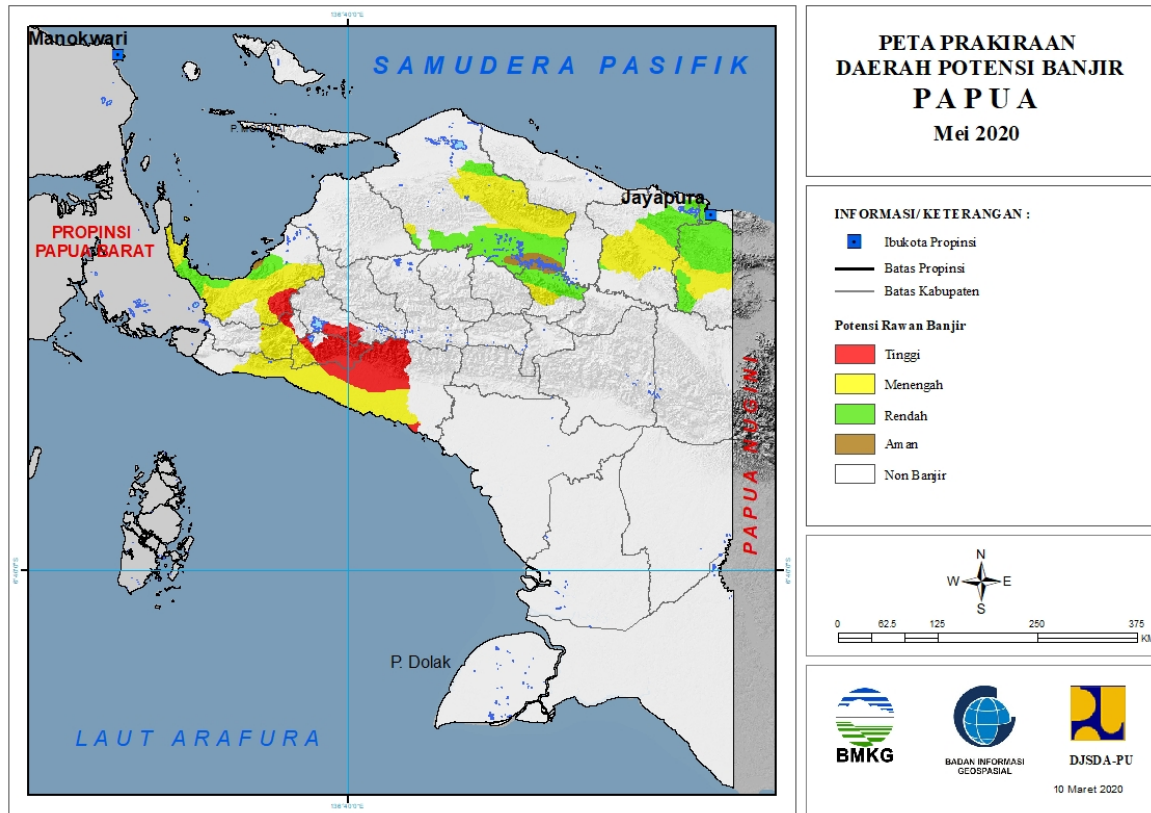 Manokwari
SAMUDERA PASIFIK
Jayapura
PROPINSI
PAPUA BARAT
PAPUA NUGINI
P. Dolak
LAUT ARAFURA
PETA PRAKIRAAN
DAERAH POTENSI BANJIR
PAPUA
Mei 2020
INFORMASI/ KETERANGAN :
Ibukota Propinsi
Batas Propinsi
Batas Kabupaten
Potensi Rawan Banjir
Tinggi
Menengah
Rendah
Aman
Non Banjir
N
W E
S
0 62.5 125 250 375
KM
BMKG
BADAN INFORMASI
GEOSPASIAL
DJSDA-PU
10 Maret 2020